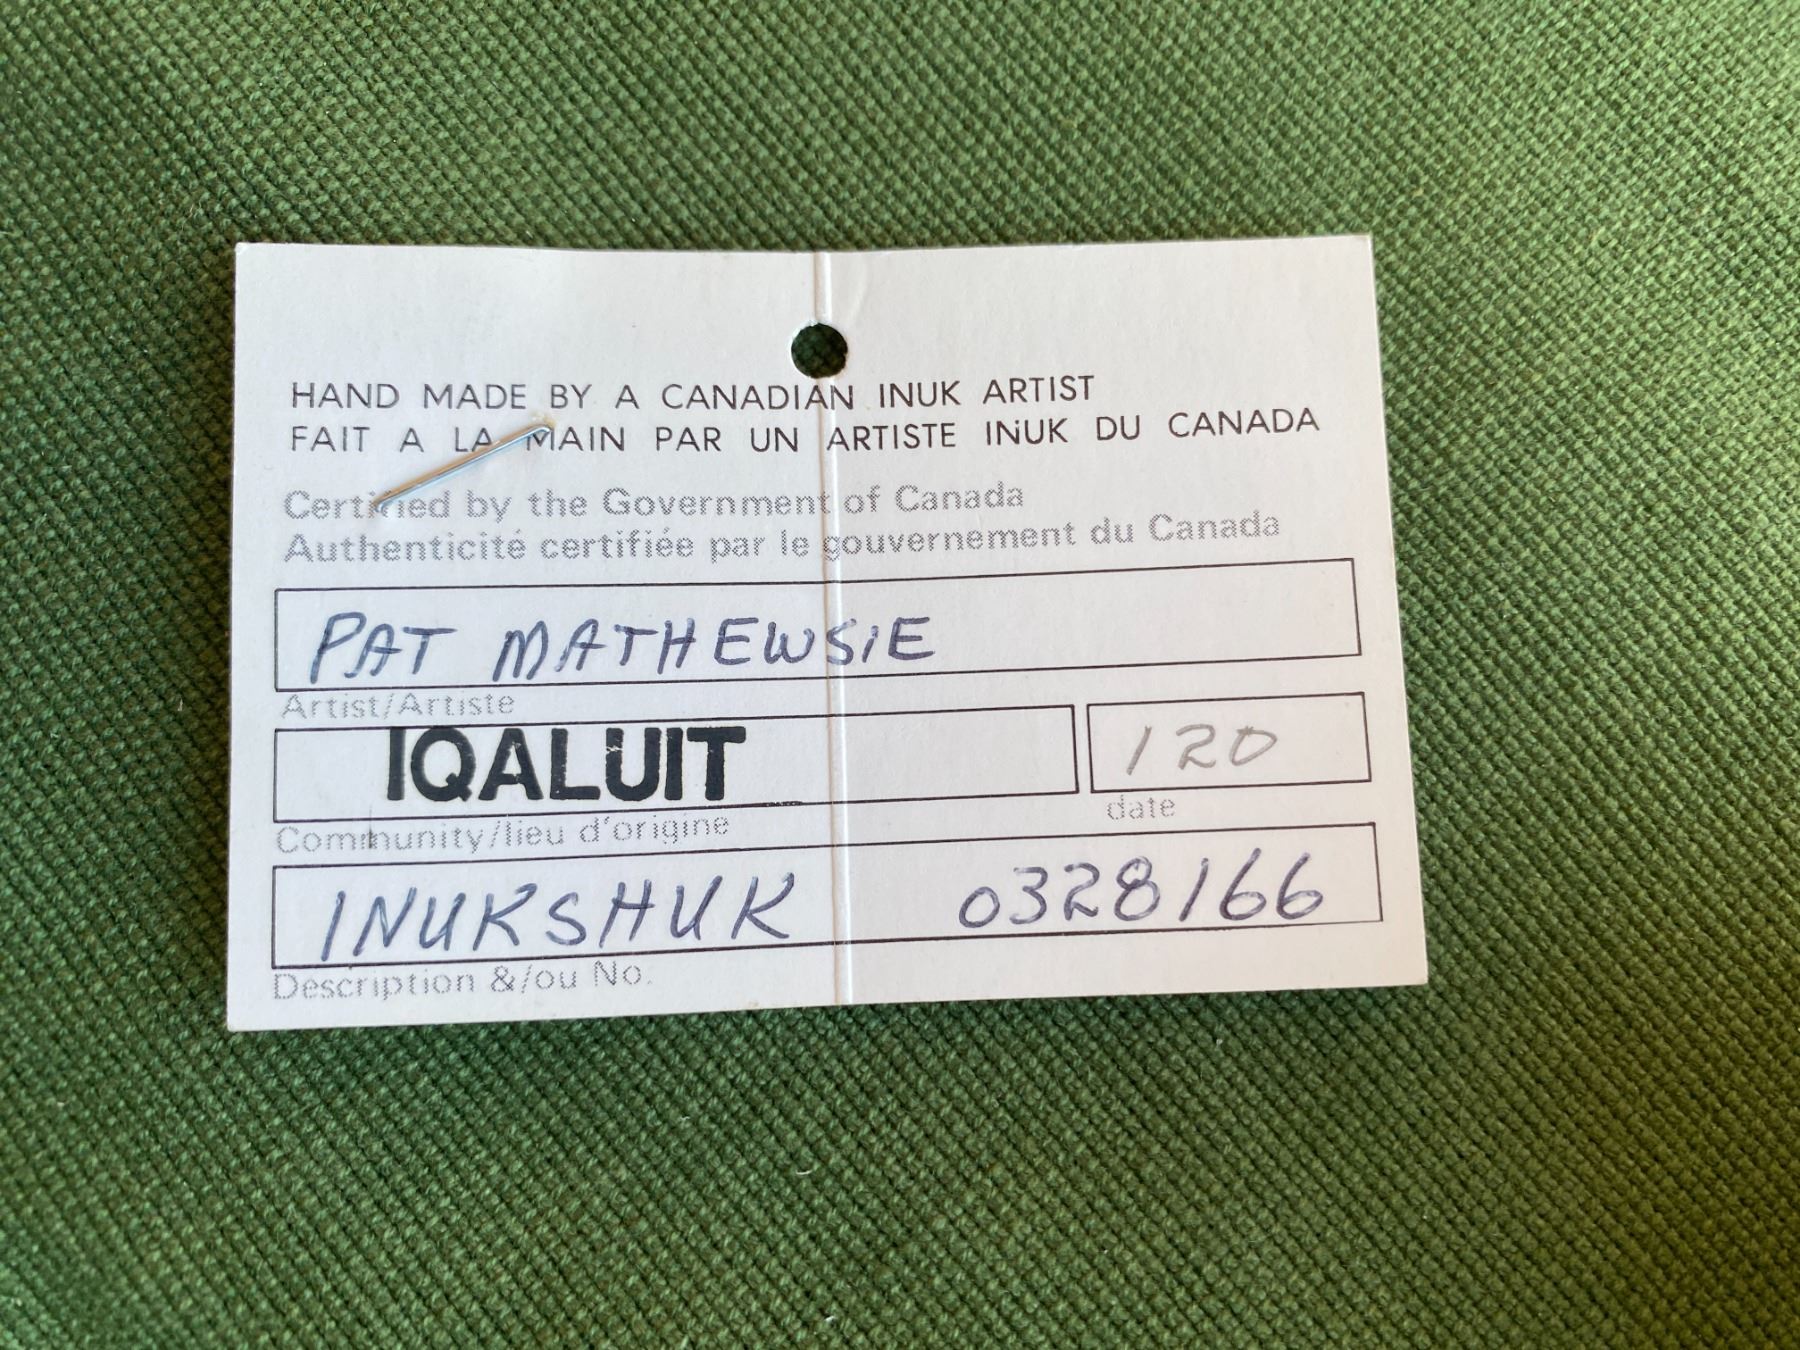 HAND MADE BY A CANADIAN INUK ARTIST
FAIT A LA MAIN PAR UN ARTISTE INUK DU CANADA
Certified by the Government of Canada
Authenticité certifiée par le gouvernement du Canada
PAT MATHEWSIE
Artist/Artiste
IQALUIT 120
Community/lieu d'origine date
INUKSHUK 0328166
Description &/ou No.